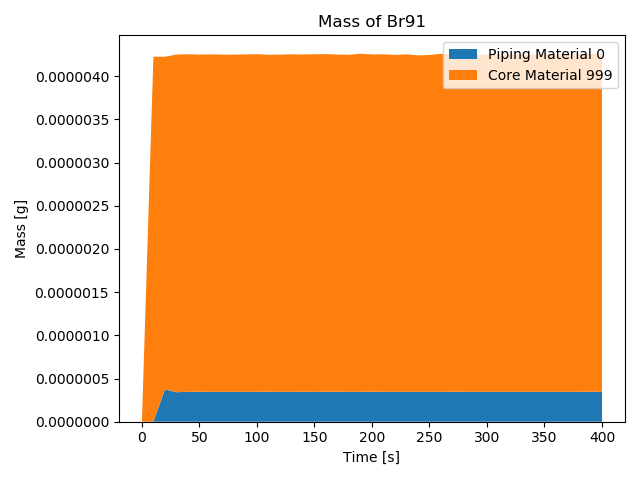 Mass of Br91
Piping Material 0
Core Material 999
Mass [g]
0.0000040
0.0000035
0.0000030
0.0000025
0.0000020
0.0000015
0.0000010
0.0000005
0.0000000
0 50 100 150 200 250 300 350 400
Time [s]